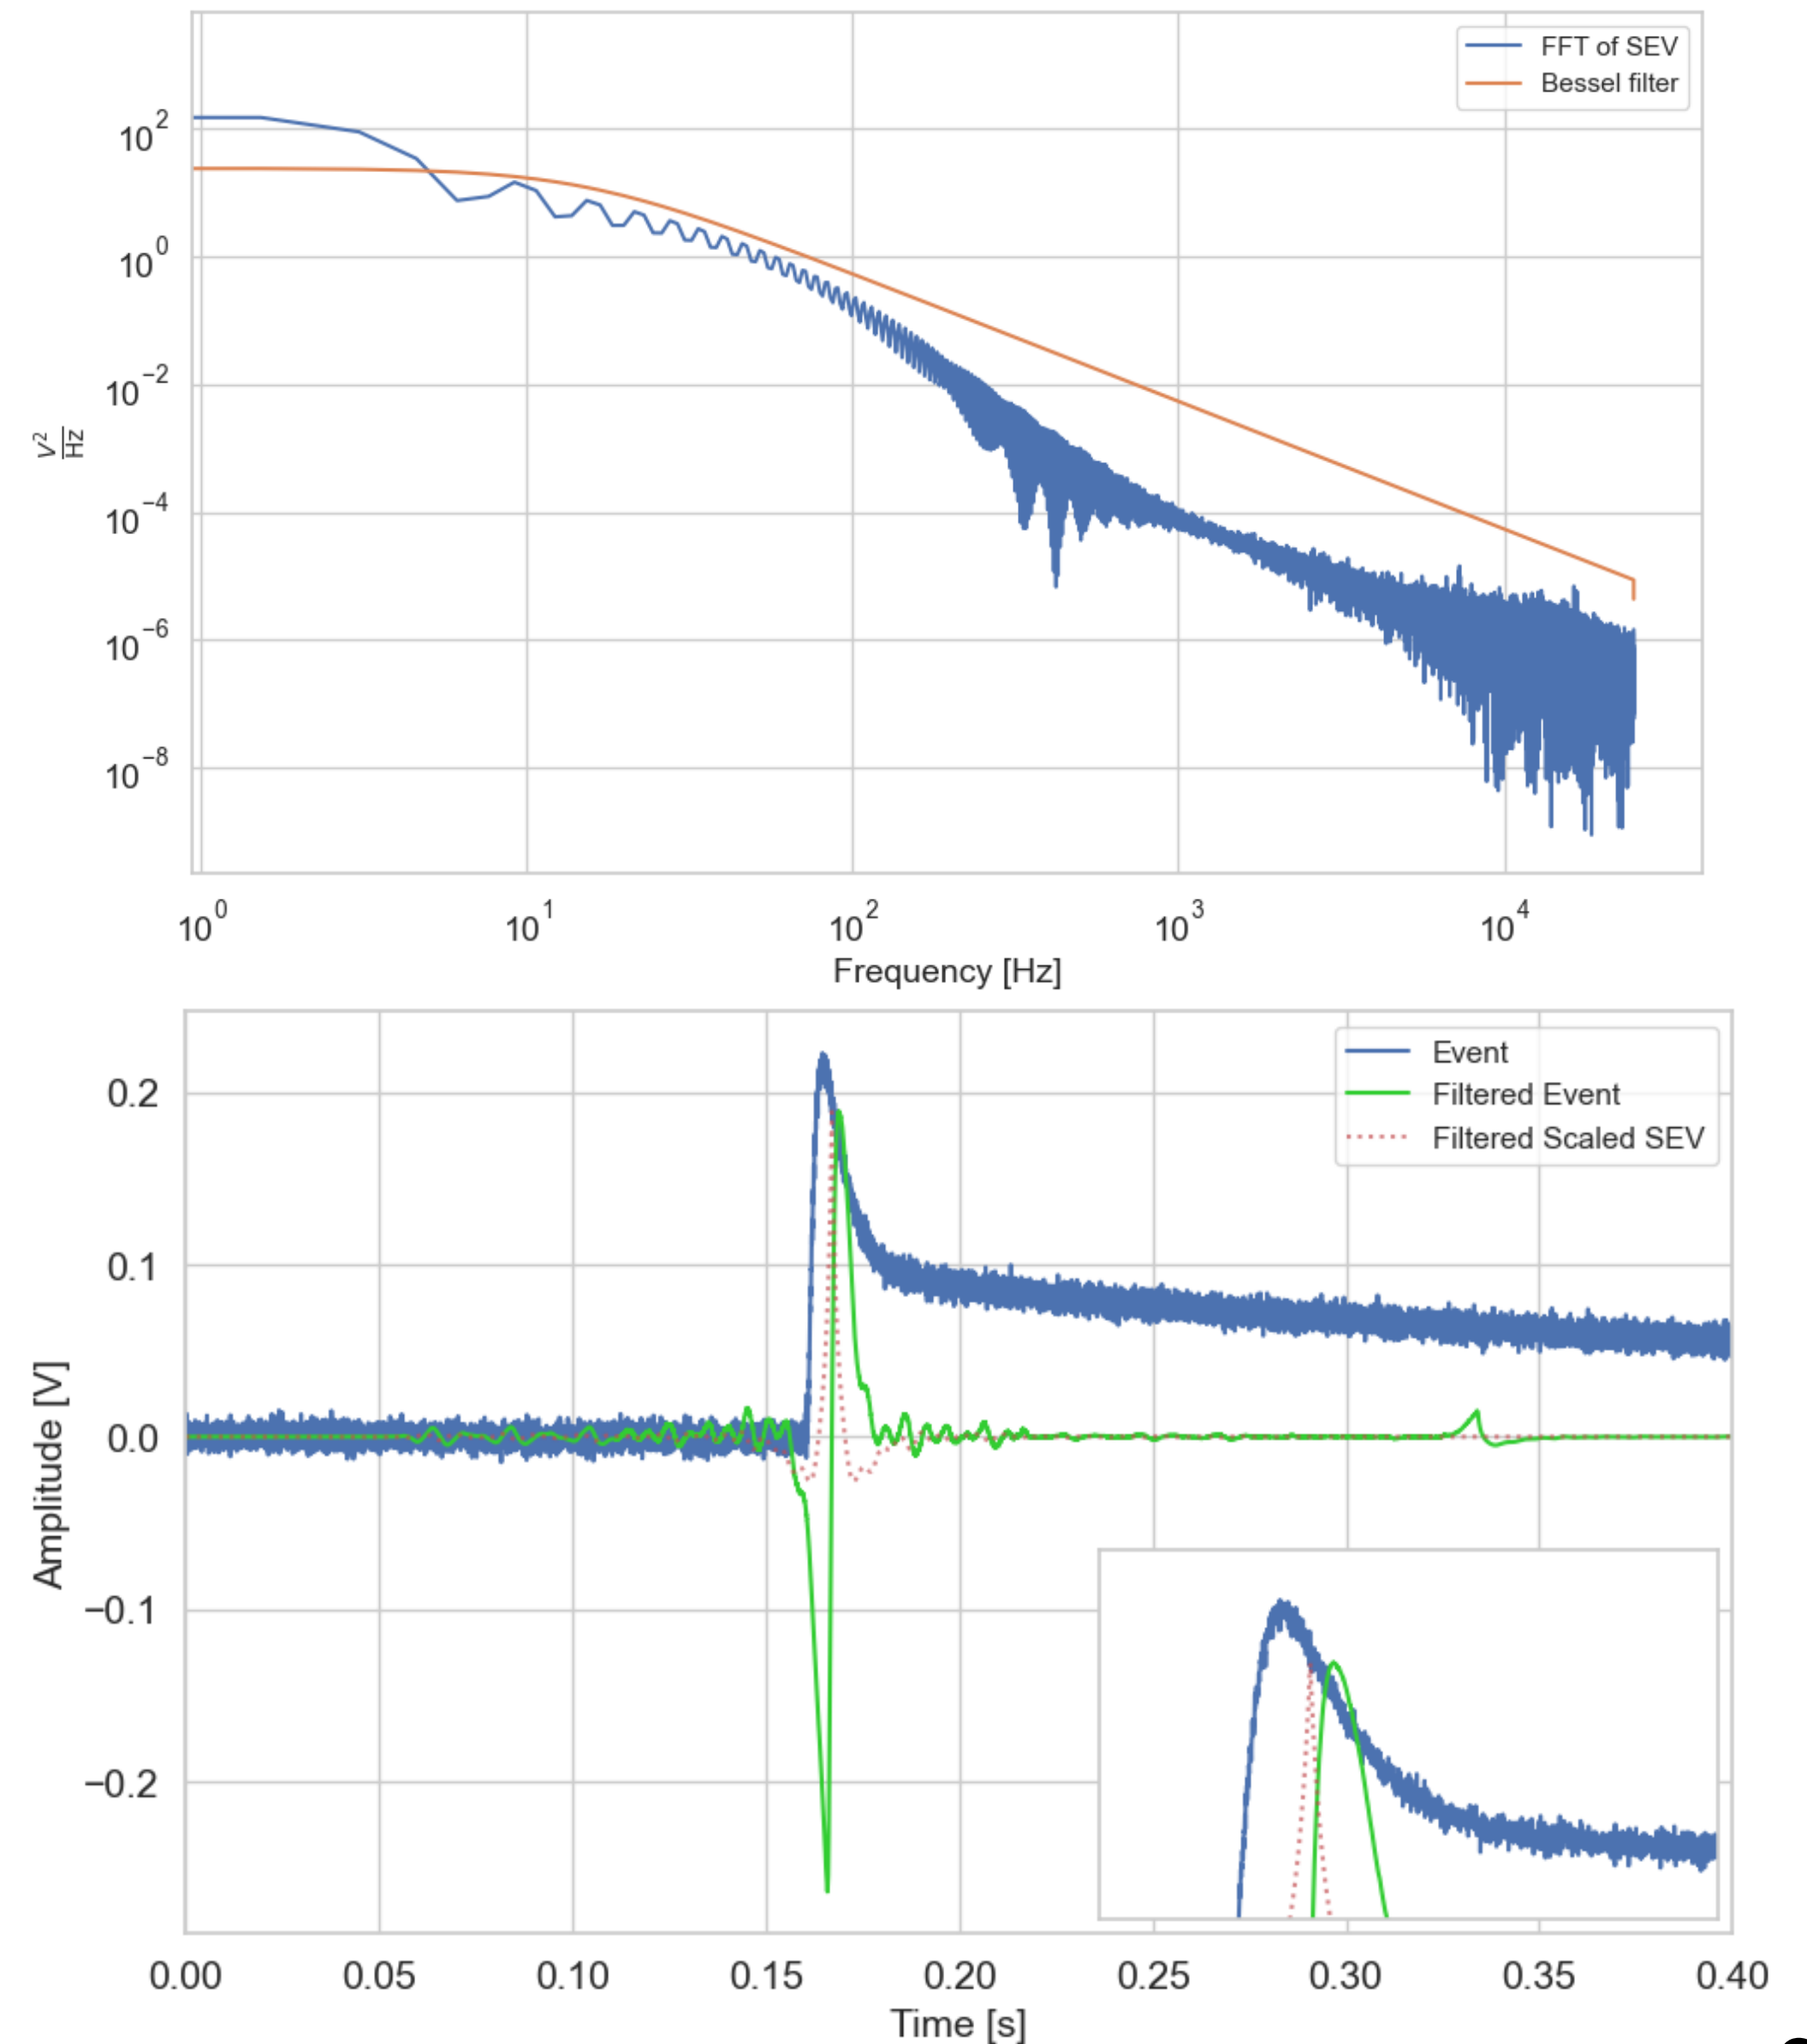 FFT of SEV
Bessel filter
10^2
10^0
10^−2
10^−4
10^−6
10^−8
V^2/Hz
10^0 10^1 10^2 10^3 10^4
Frequency [Hz]
Event
Filtered Event
Filtered Scaled SEV
0.2
0.1
0.0
−0.1
−0.2
Amplitude [V]
0.00 0.05 0.10 0.15 0.20 0.25 0.30 0.35 0.40
Time [s]